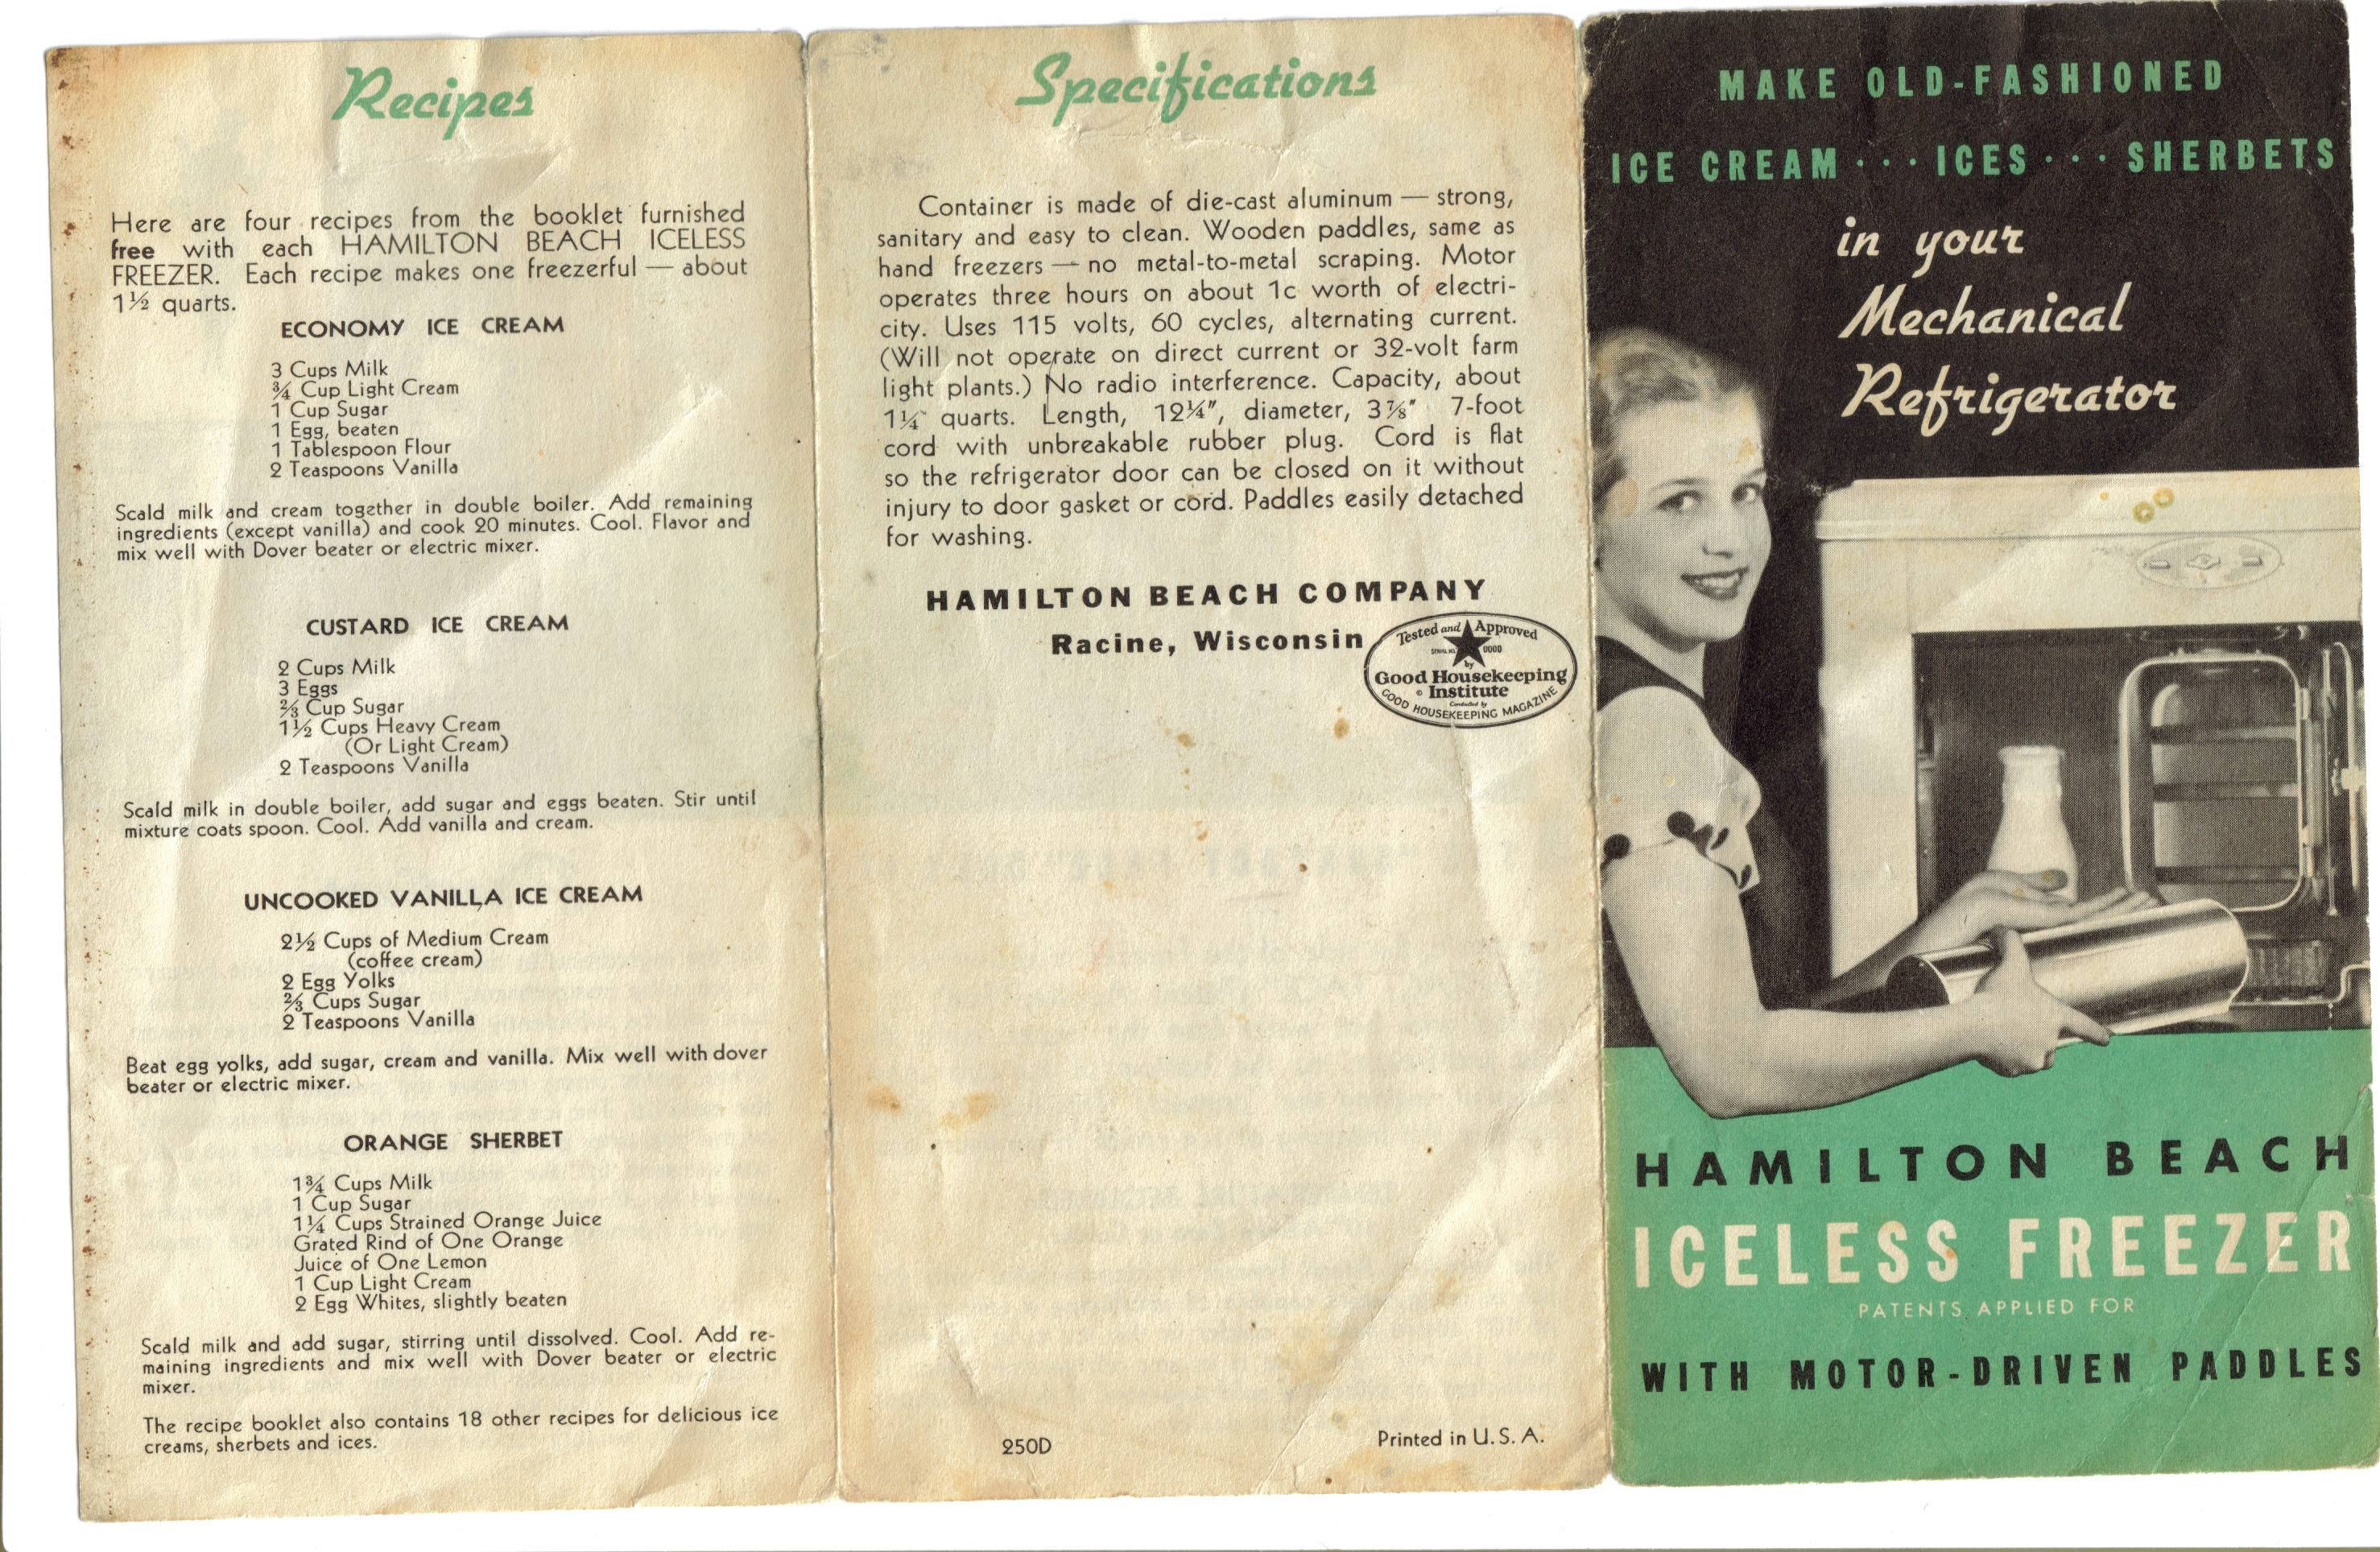 Recipes
Here are four recipes from the booklet furnished
free with each HAMILTON BEACH ICELESS
FREEZER. Each recipe makes one freezerful — about
1½ quarts.
ECONOMY ICE CREAM
3 Cups Milk
¾ Cup Light Cream
1 Cup Sugar
1 Egg, beaten
1 Tablespoon Flour
2 Teaspoons Vanilla
Scald milk and cream together in double boiler. Add remaining
ingredients (except vanilla) and cook 20 minutes. Cool. Flavor and
mix well with Dover beater or electric mixer.
CUSTARD ICE CREAM
2 Cups Milk
3 Eggs
⅔ Cup Sugar
1½ Cups Heavy Cream
(Or Light Cream)
2 Teaspoons Vanilla
Scald milk in double boiler, add sugar and eggs beaten. Stir until
mixture coats spoon. Cool. Add vanilla and cream.
UNCOOKED VANILLA ICE CREAM
2½ Cups of Medium Cream
(coffee cream)
2 Egg Yolks
⅔ Cups Sugar
2 Teaspoons Vanilla
Beat egg yolks, add sugar, cream and vanilla. Mix well with dover
beater or electric mixer.
ORANGE SHERBET
1¾ Cups Milk
1 Cup Sugar
1¼ Cups Strained Orange Juice
Grated Rind of One Orange
Juice of One Lemon
1 Cup Light Cream
2 Egg Whites, slightly beaten
Scald milk and add sugar, stirring until dissolved. Cool. Add re-
maining ingredients and mix well with Dover beater or electric
mixer.
The recipe booklet also contains 18 other recipes for delicious ice
creams, sherbets and ices.
Specifications
Container is made of die-cast aluminum — strong,
sanitary and easy to clean. Wooden paddles, same as
hand freezers — no metal-to-metal scraping. Motor
operates three hours on about 1c worth of electri-
city. Uses 115 volts, 60 cycles, alternating current.
(Will not operate on direct current or 32-volt farm
light plants.) No radio interference. Capacity, about
1¼ quarts. Length, 12¼", diameter, 3⅞" 7-foot
cord with unbreakable rubber plug. Cord is flat
so the refrigerator door can be closed on it without
injury to door gasket or cord. Paddles easily detached
for washing.
HAMILTON BEACH COMPANY
Racine, Wisconsin
Tested and Approved
SERIAL NO. 0000
by
Good Housekeeping
Institute
Conducted by
GOOD HOUSEKEEPING MAGAZINE
250D
Printed in U. S. A.
MAKE OLD-FASHIONED
ICE CREAM · · · ICES · · · SHERBETS
in your
Mechanical
Refrigerator
HAMILTON BEACH
ICELESS FREEZER
PATENTS APPLIED FOR
WITH MOTOR-DRIVEN PADDLES